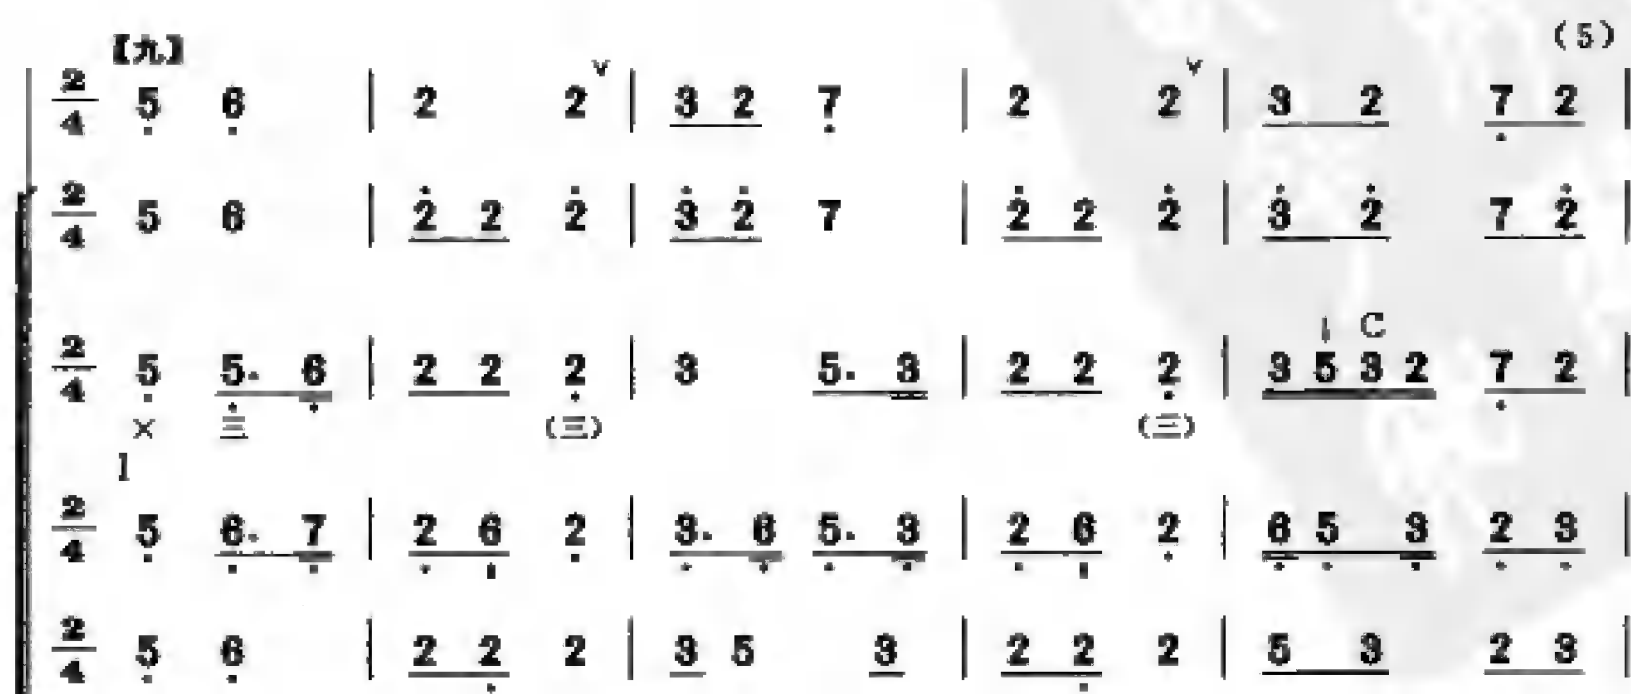 【九】 (5)
2/4 5̣ 6̣ | 2 2 ᵛ | 3 2 7̣ | 2 2 ᵛ | 3 2 7̣ 2 |
2/4 5 6 | 2̇ 2 2̇ | 3̇ 2̇ 7 | 2̇ 2 2̇ | 3̇ 2̇ 7 2̇ |
C
2/4 5̣ 5̣. 6̣ | 2 2 2̣ | 3 5. 3 | 2 2 2̣ | 3 5 3 2 7̣ 2 |
× 三 (三) (三)
1
2/4 5̣ 6̣. 7̣ | 2̣ 6̣ 2̣ | 3̣. 6̣ 5̣. 3̣ | 2̣ 6̣ 2̣ | 6̣ 5̣ 3̣ 2̣ 3̣ |
2/4 5̣ 6̣ | 2 2̣ 2 | 3 5 3 | 2 2̣ 2 | 5 3 2 3 |